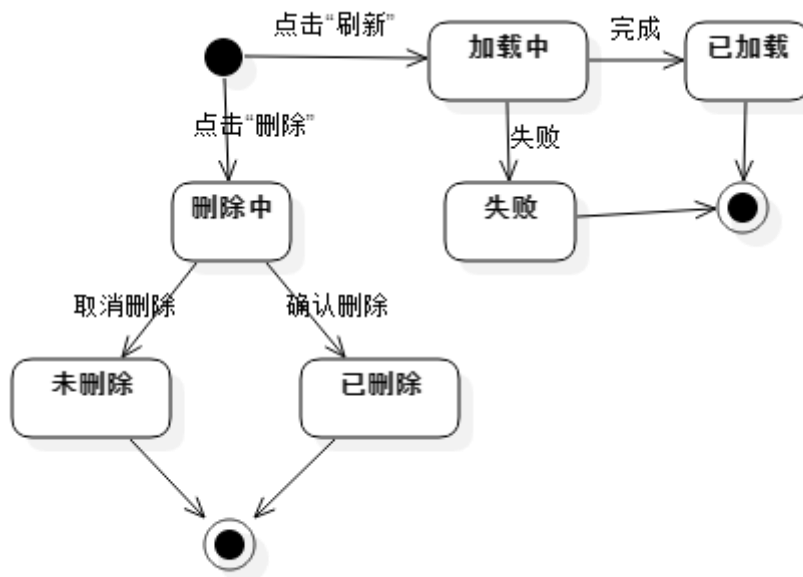 点击“刷新”
加载中
完成
已加载
点击“删除”
失败
删除中
失败
取消删除
确认删除
未删除
已删除